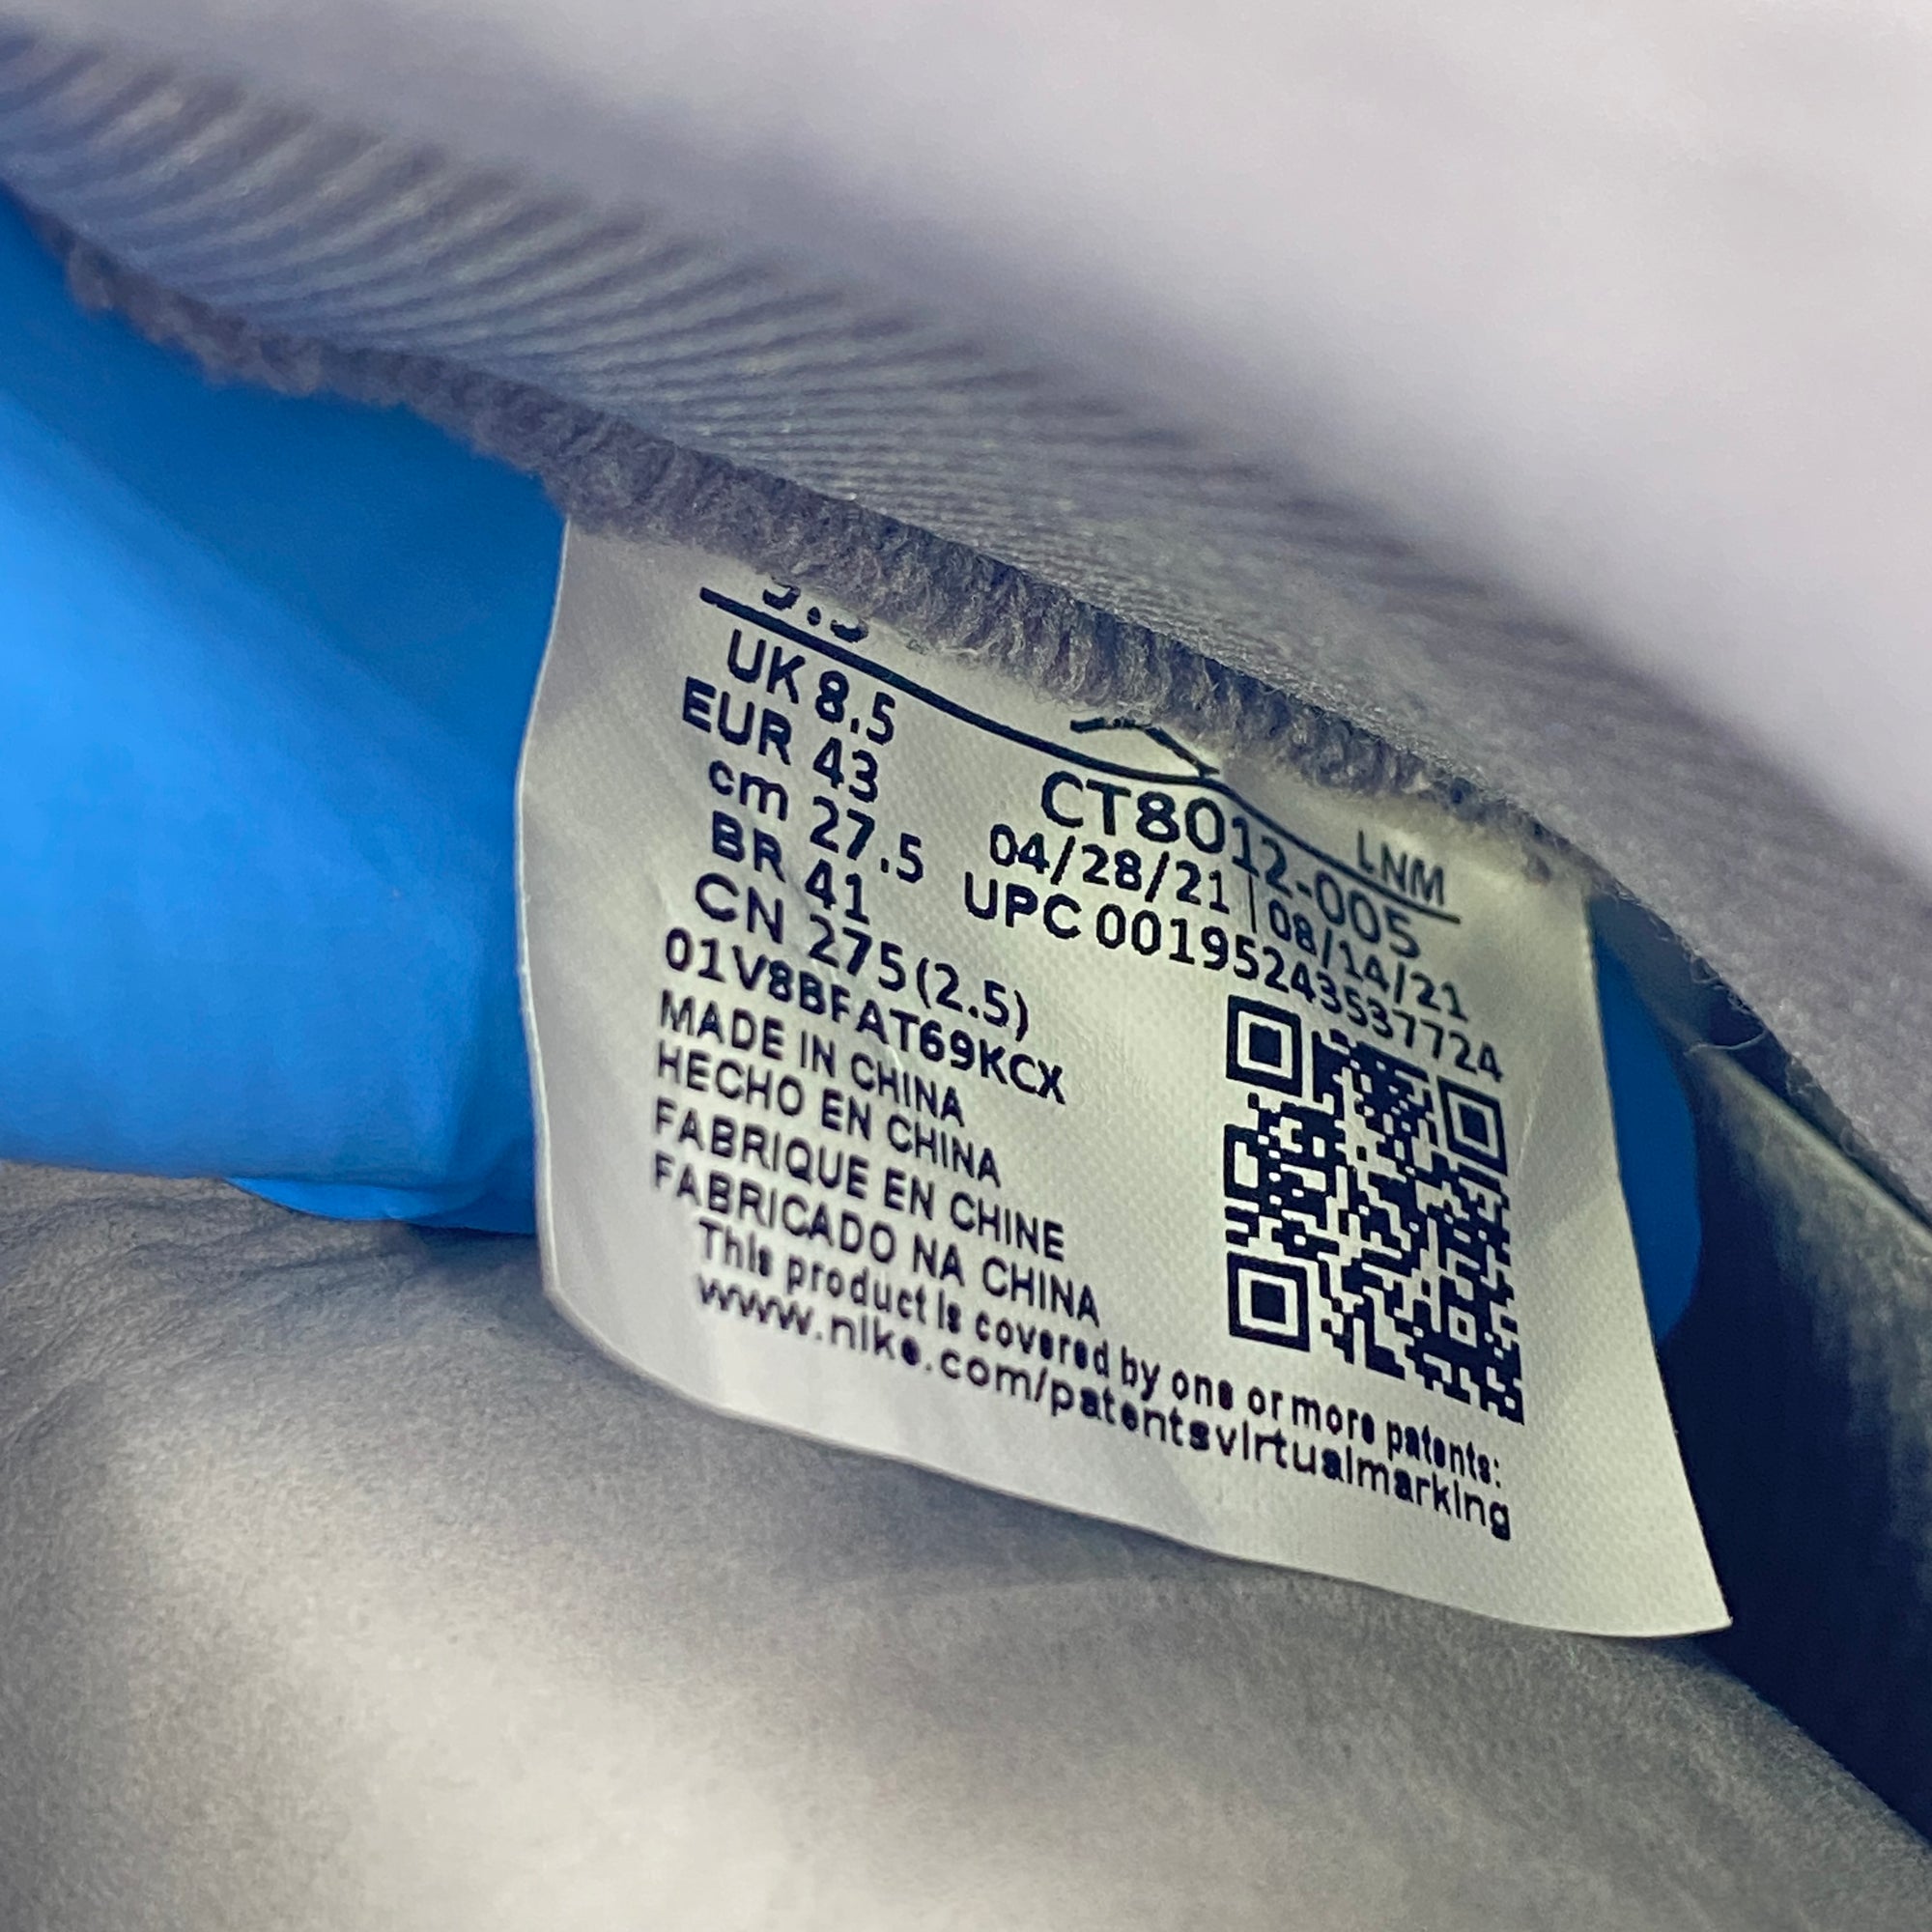 9.5
UK 8.5
EUR 43
cm 27.5
BR 41
CN 275(2.5)
01V8BFAT69KCX
MADE IN CHINA
HECHO EN CHINA
FABRIQUE EN CHINE
FABRICADO NA CHINA
This product is covered by one or more patents:
www.nike.com/patentsvirtualmarking
LNM
CT8012-005
04/28/21 | 08/14/21
UPC 00195243537724